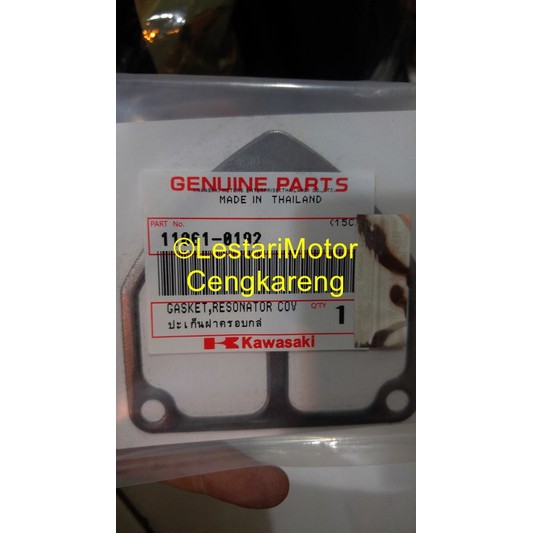 GENUINE PARTS
MADE IN THAILAND
PART No.
11061-0192
©LestariMotor
Cengkareng
GASKET,RESONATOR COV
Q'TY
1
ปะเก็นฝาครอบกล่
Kawasaki